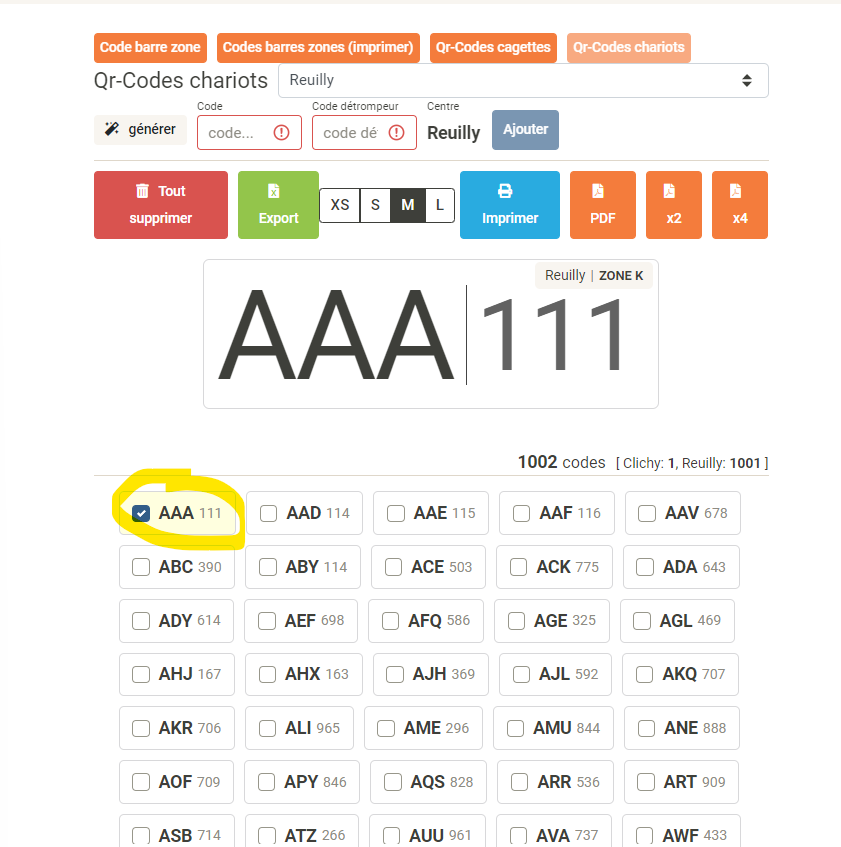 Code barre zone Codes barres zones (imprimer) Qr-Codes cagettes Qr-Codes chariots
Qr-Codes chariots Reuilly
Code Code détrompeur Centre
générer code... code dé Reuilly Ajouter
Tout supprimer Export XS S M L Imprimer PDF x2 x4
Reuilly | ZONE K
AAA 111
1002 codes [ Clichy: 1, Reuilly: 1001 ]
AAA 111 AAD 114 AAE 115 AAF 116 AAV 678
ABC 390 ABY 114 ACE 503 ACK 775 ADA 643
ADY 614 AEF 698 AFQ 586 AGE 325 AGL 469
AHJ 167 AHX 163 AJH 369 AJL 592 AKQ 707
AKR 706 ALI 965 AME 296 AMU 844 ANE 888
AOF 709 APY 846 AQS 828 ARR 536 ART 909
ASB 714 ATZ 266 AUU 961 AVA 737 AWF 433